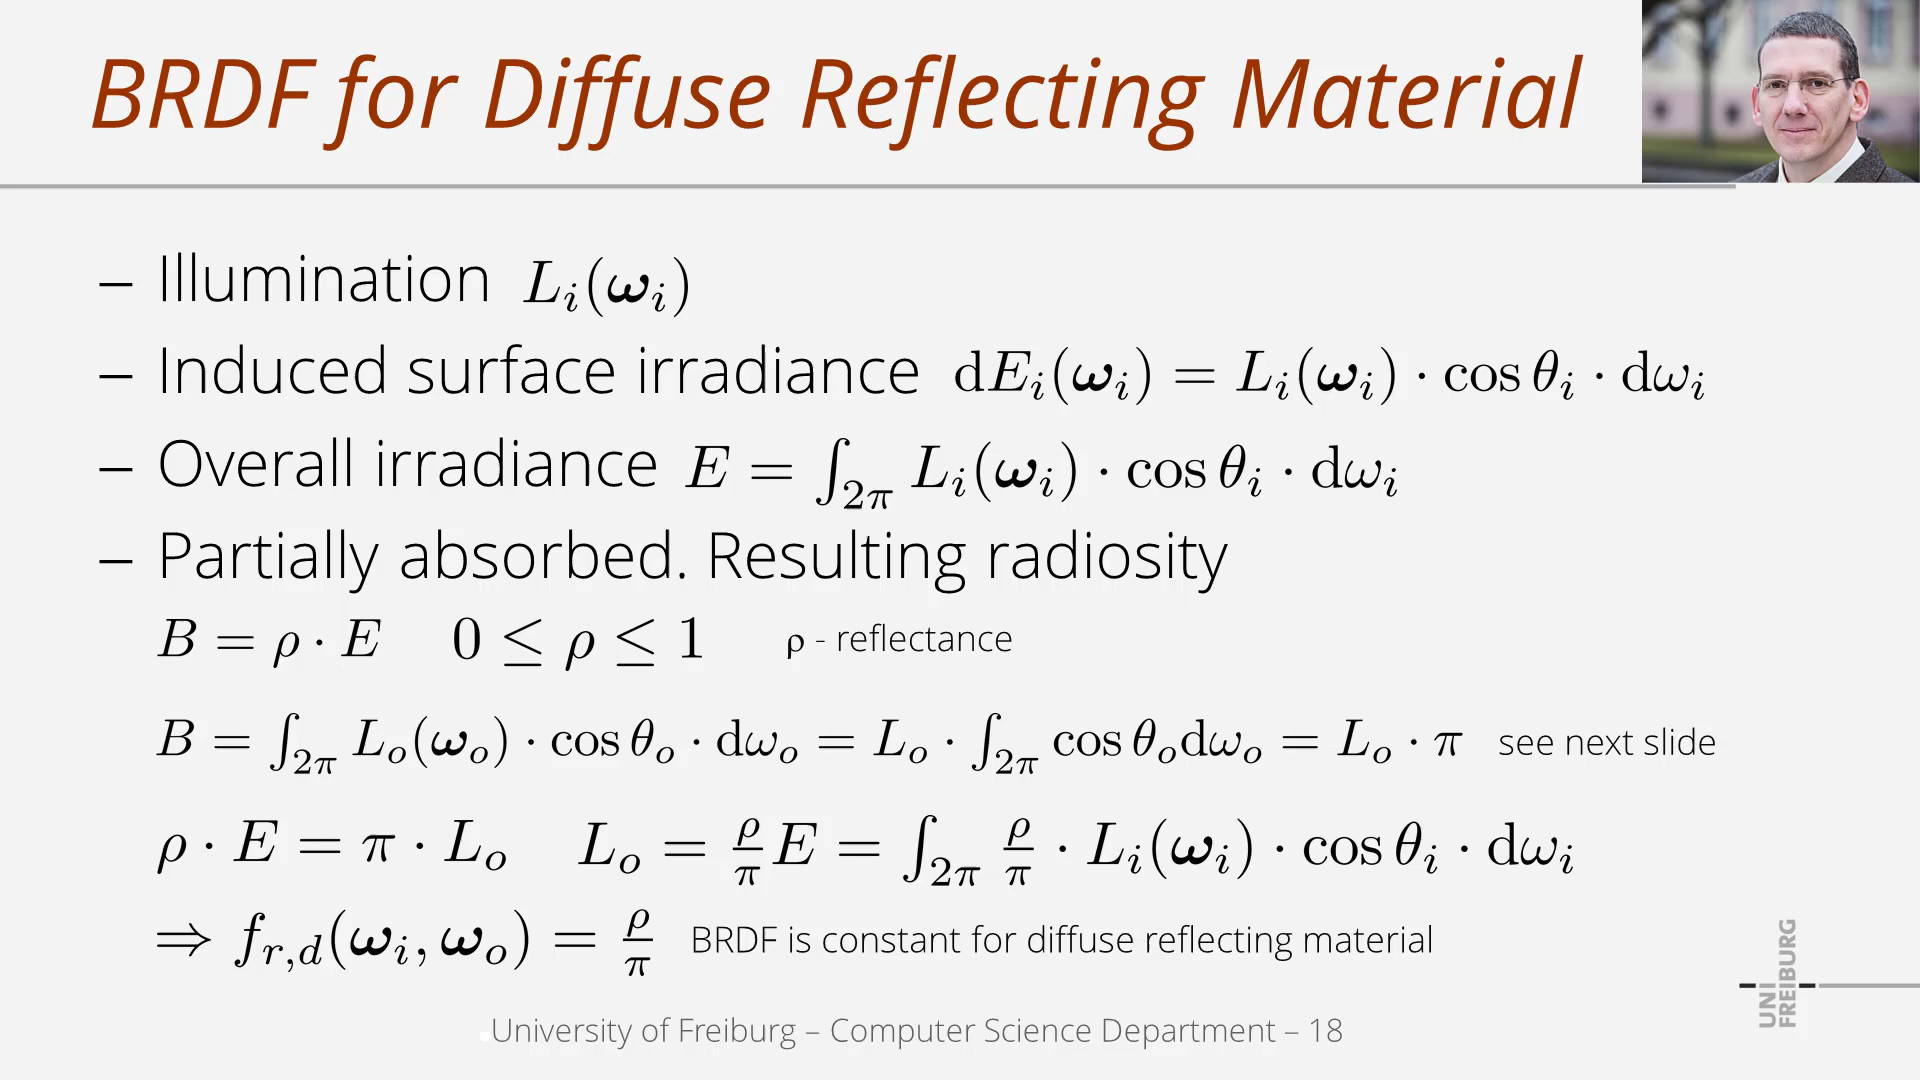 BRDF for Diffuse Reflecting Material
– Illumination L_i(ω_i)
– Induced surface irradiance dE_i(ω_i) = L_i(ω_i) · cos θ_i · dω_i
– Overall irradiance E = ∫_{2π} L_i(ω_i) · cos θ_i · dω_i
– Partially absorbed. Resulting radiosity
B = ρ · E 0 ≤ ρ ≤ 1 ρ - reflectance
B = ∫_{2π} L_o(ω_o) · cos θ_o · dω_o = L_o · ∫_{2π} cos θ_o dω_o = L_o · π see next slide
ρ · E = π · L_o L_o = ρ/π E = ∫_{2π} ρ/π · L_i(ω_i) · cos θ_i · dω_i
⇒ f_{r,d}(ω_i, ω_o) = ρ/π BRDF is constant for diffuse reflecting material
University of Freiburg – Computer Science Department – 18
UNI
FREIBURG